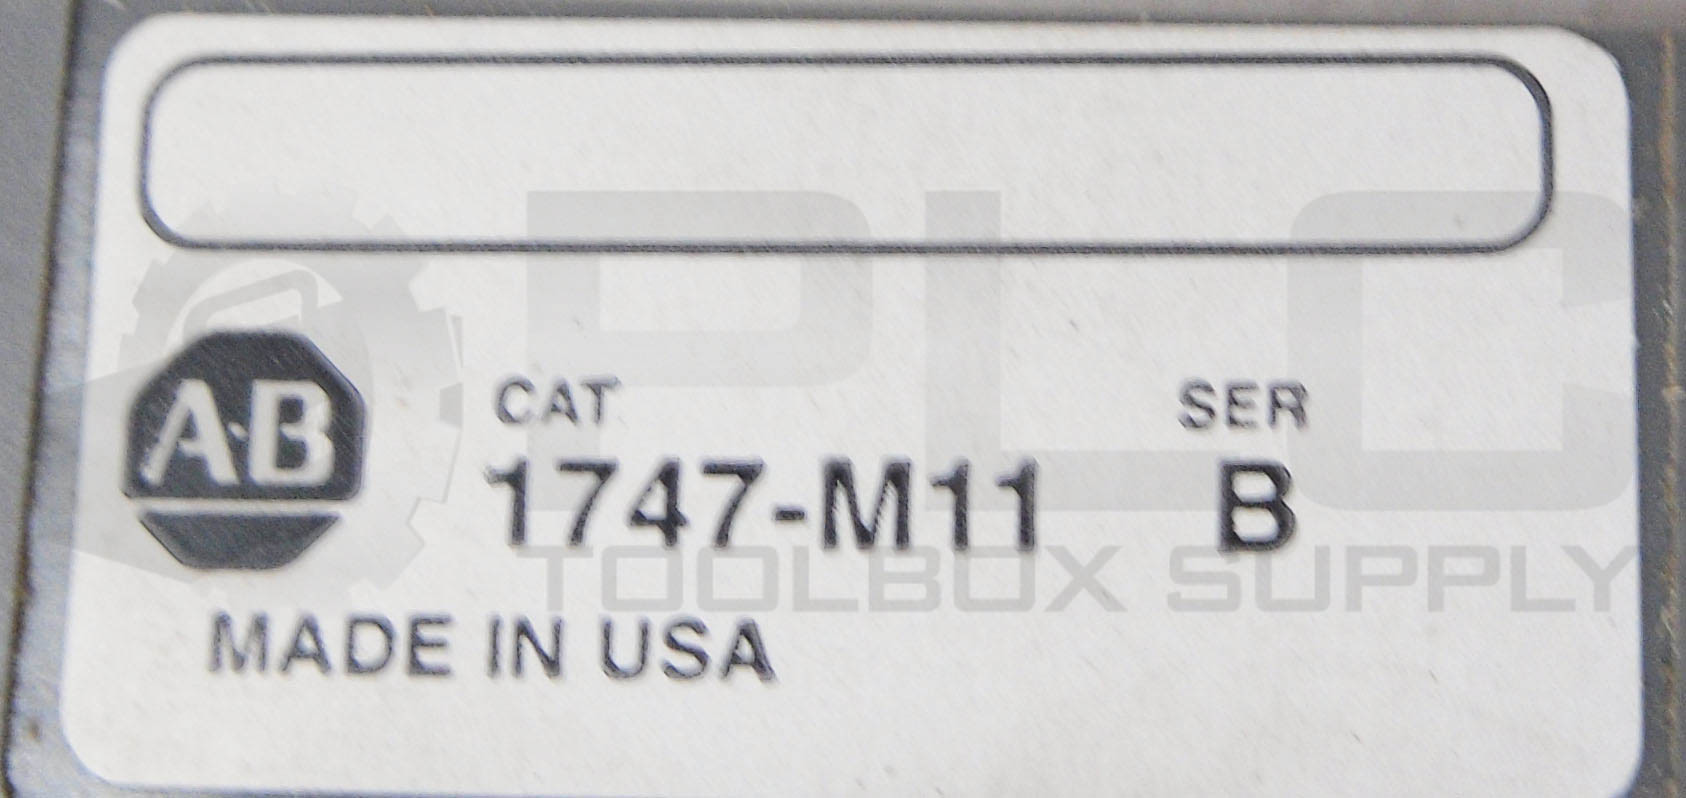 PLC
A-B
CAT SER
1747-M11 B
TOOLBOX SUPPLY
MADE IN USA